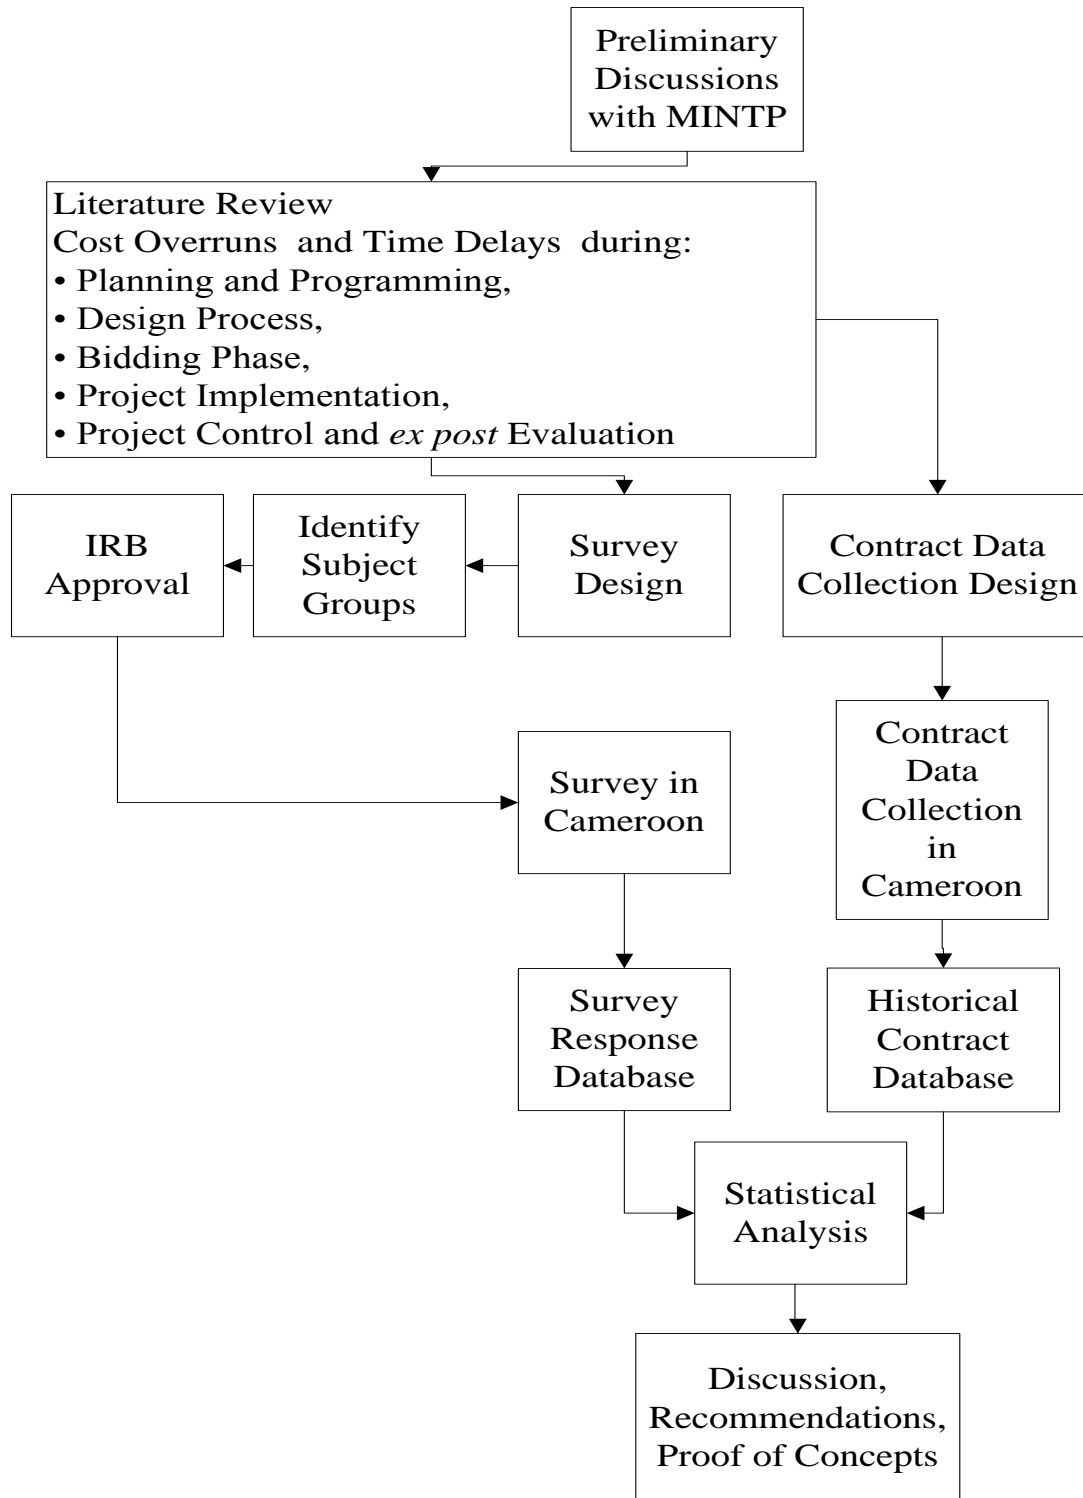 Preliminary
Discussions
with MINTP
Literature Review
Cost Overruns and Time Delays during:
• Planning and Programming,
• Design Process,
• Bidding Phase,
• Project Implementation,
• Project Control and ex post Evaluation
IRB
Approval
Identify
Subject
Groups
Survey
Design
Contract Data
Collection Design
Survey in
Cameroon
Contract
Data
Collection
in
Cameroon
Survey
Response
Database
Historical
Contract
Database
Statistical
Analysis
Discussion,
Recommendations,
Proof of Concepts